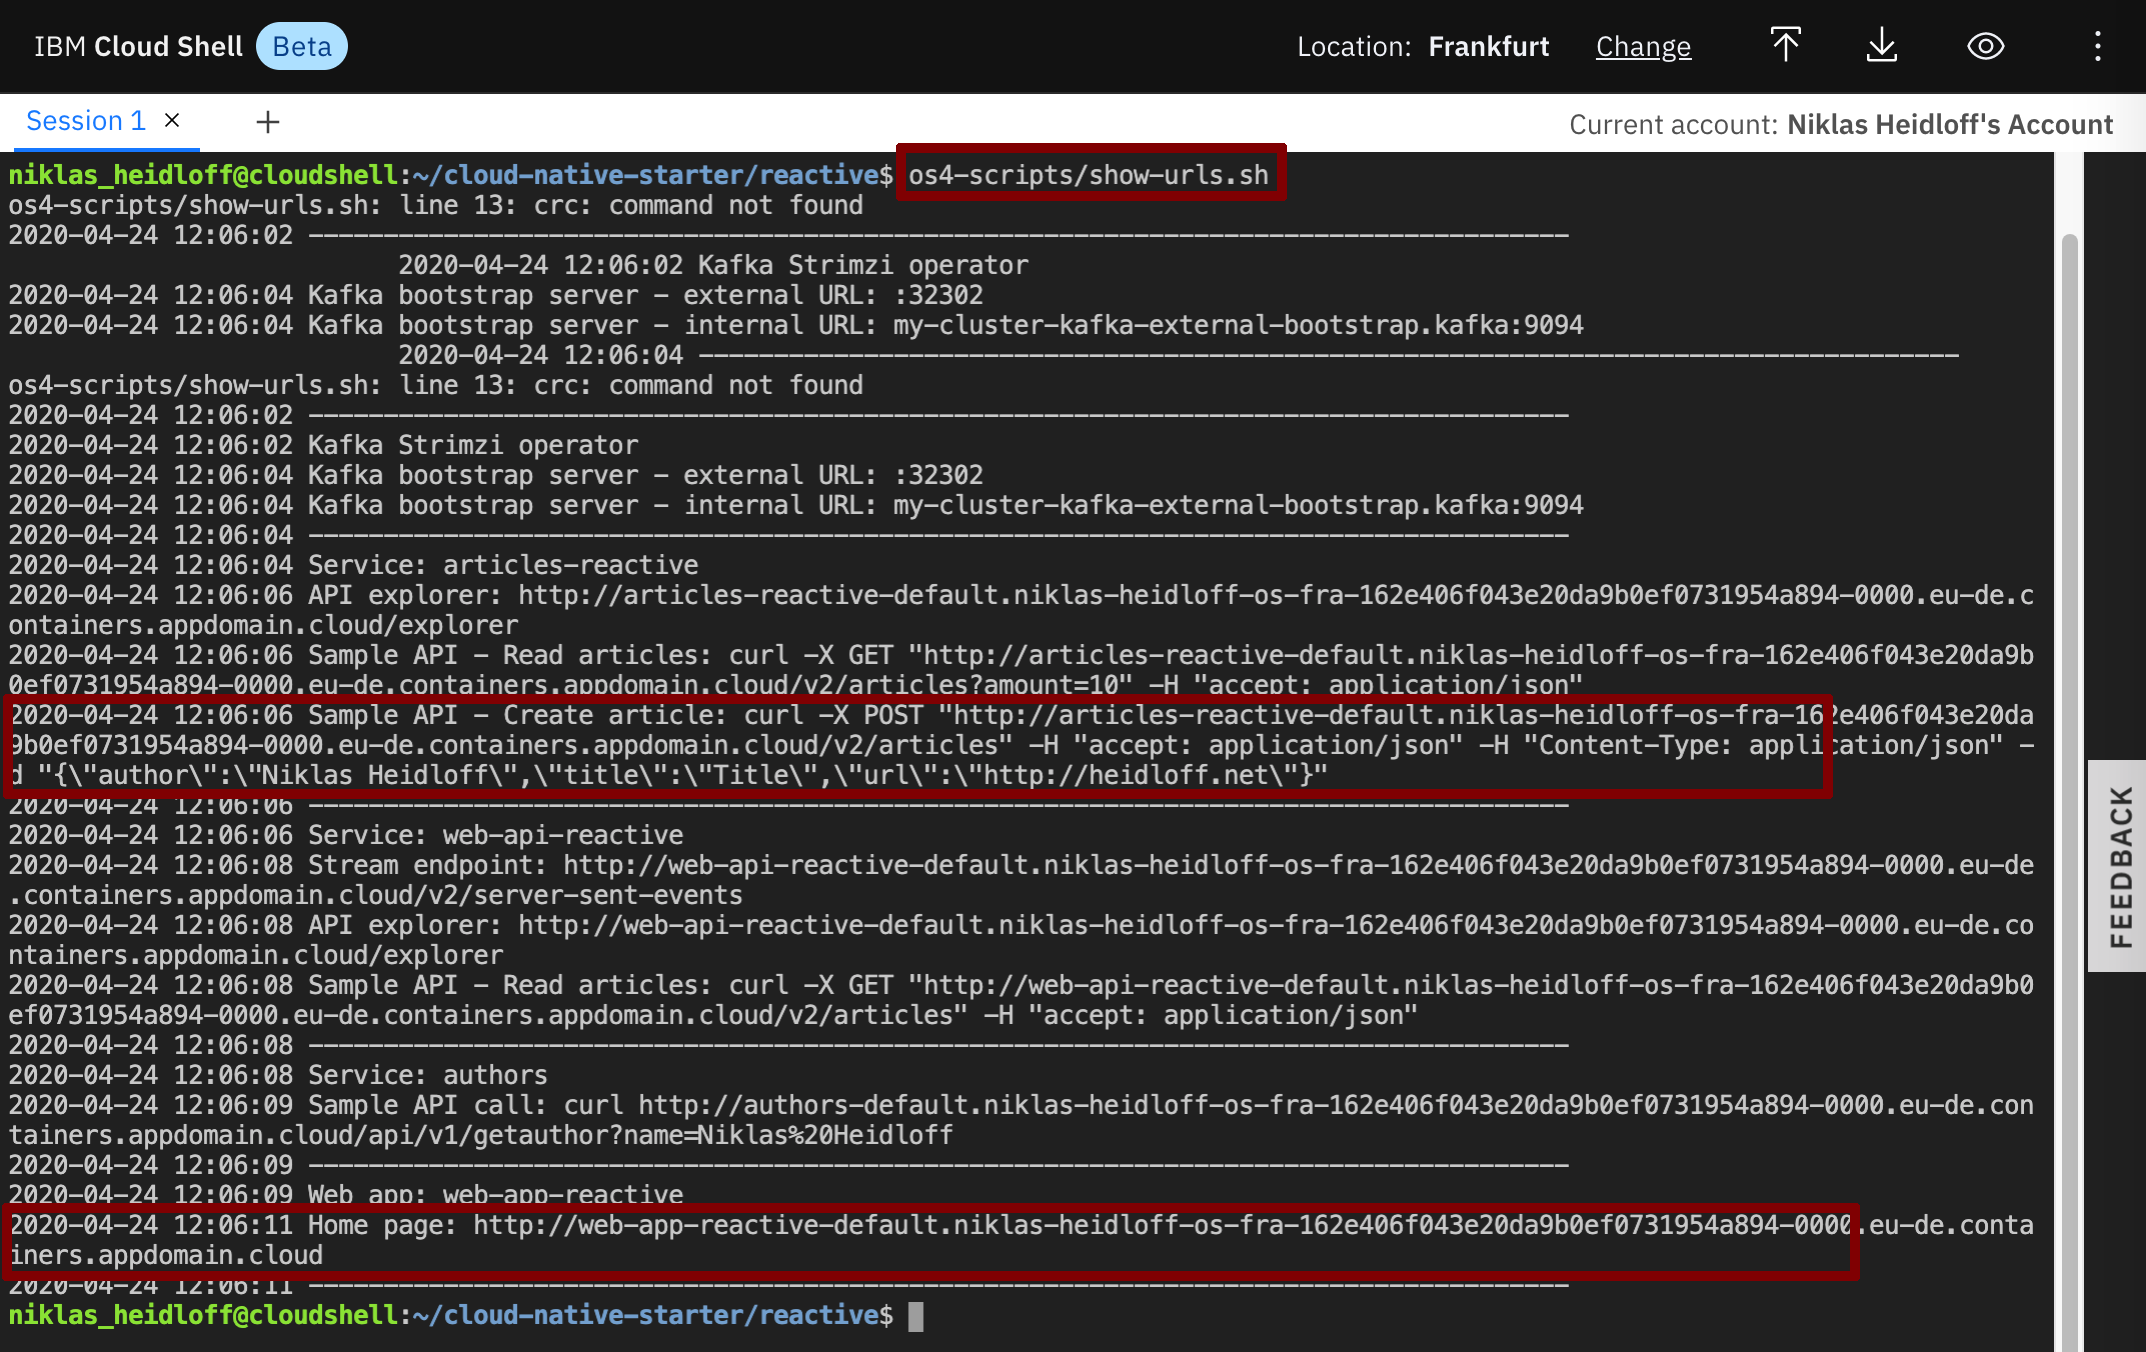 IBM Cloud Shell Beta Location: Frankfurt Change
Session 1 × + Current account: Niklas Heidloff's Account
niklas_heidloff@cloudshell:~/cloud-native-starter/reactive$ os4-scripts/show-urls.sh
os4-scripts/show-urls.sh: line 13: crc: command not found
2020-04-24 12:06:02 ------------------------------------------------------------------------------------
2020-04-24 12:06:02 Kafka Strimzi operator
2020-04-24 12:06:04 Kafka bootstrap server - external URL: :32302
2020-04-24 12:06:04 Kafka bootstrap server - internal URL: my-cluster-kafka-external-bootstrap.kafka:9094
2020-04-24 12:06:04 ------------------------------------------------------------------------------------
os4-scripts/show-urls.sh: line 13: crc: command not found
2020-04-24 12:06:02 ------------------------------------------------------------------------------------
2020-04-24 12:06:02 Kafka Strimzi operator
2020-04-24 12:06:04 Kafka bootstrap server - external URL: :32302
2020-04-24 12:06:04 Kafka bootstrap server - internal URL: my-cluster-kafka-external-bootstrap.kafka:9094
2020-04-24 12:06:04 ------------------------------------------------------------------------------------
2020-04-24 12:06:04 Service: articles-reactive
2020-04-24 12:06:06 API explorer: http://articles-reactive-default.niklas-heidloff-os-fra-162e406f043e20da9b0ef0731954a894-0000.eu-de.c
ontainers.appdomain.cloud/explorer
2020-04-24 12:06:06 Sample API - Read articles: curl -X GET "http://articles-reactive-default.niklas-heidloff-os-fra-162e406f043e20da9b
0ef0731954a894-0000.eu-de.containers.appdomain.cloud/v2/articles?amount=10" -H "accept: application/json"
2020-04-24 12:06:06 Sample API - Create article: curl -X POST "http://articles-reactive-default.niklas-heidloff-os-fra-162e406f043e20da
9b0ef0731954a894-0000.eu-de.containers.appdomain.cloud/v2/articles" -H "accept: application/json" -H "Content-Type: application/json" -
d "{\"author\":\"Niklas Heidloff\",\"title\":\"Title\",\"url\":\"http://heidloff.net\"}"
2020-04-24 12:06:06 ------------------------------------------------------------------------------------
2020-04-24 12:06:06 Service: web-api-reactive
2020-04-24 12:06:08 Stream endpoint: http://web-api-reactive-default.niklas-heidloff-os-fra-162e406f043e20da9b0ef0731954a894-0000.eu-de
.containers.appdomain.cloud/v2/server-sent-events
2020-04-24 12:06:08 API explorer: http://web-api-reactive-default.niklas-heidloff-os-fra-162e406f043e20da9b0ef0731954a894-0000.eu-de.co
ntainers.appdomain.cloud/explorer
2020-04-24 12:06:08 Sample API - Read articles: curl -X GET "http://web-api-reactive-default.niklas-heidloff-os-fra-162e406f043e20da9b0
ef0731954a894-0000.eu-de.containers.appdomain.cloud/v2/articles" -H "accept: application/json"
2020-04-24 12:06:08 ------------------------------------------------------------------------------------
2020-04-24 12:06:08 Service: authors
2020-04-24 12:06:09 Sample API call: curl http://authors-default.niklas-heidloff-os-fra-162e406f043e20da9b0ef0731954a894-0000.eu-de.con
tainers.appdomain.cloud/api/v1/getauthor?name=Niklas%20Heidloff
2020-04-24 12:06:09 ------------------------------------------------------------------------------------
2020-04-24 12:06:09 Web app: web-app-reactive
2020-04-24 12:06:11 Home page: http://web-app-reactive-default.niklas-heidloff-os-fra-162e406f043e20da9b0ef0731954a894-0000.eu-de.conta
iners.appdomain.cloud
2020-04-24 12:06:11 ------------------------------------------------------------------------------------
niklas_heidloff@cloudshell:~/cloud-native-starter/reactive$
FEEDBACK